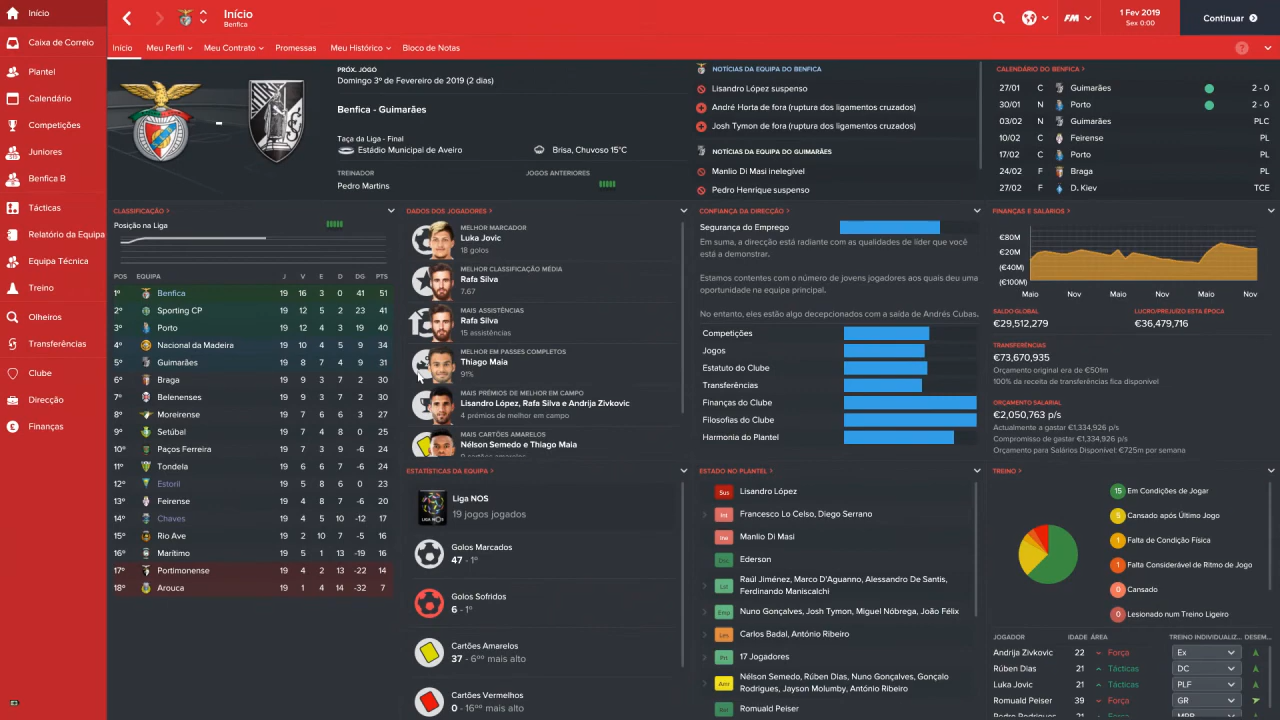 Início
Caixa de Correio
Plantel
Calendário
Competições
Juniores
Benfica B
Tácticas
Relatório da Equipa
Equipa Técnica
Treino
Olheiros
Transferências
Clube
Direcção
Finanças
Início
Benfica
FM
1 Fev 2019
Sex 0:00
Continuar
Início
Meu Perfil
Meu Contrato
Promessas
Meu Histórico
Bloco de Notas
PRÓX. JOGO
Domingo 3º de Fevereiro de 2019 (2 dias)
Benfica - Guimarães
Taça da Liga - Final
Estádio Municipal de Aveiro
Brisa, Chuvoso 15°C
TREINADOR
JOGOS ANTERIORES
Pedro Martins
NOTÍCIAS DA EQUIPA DO BENFICA
Lisandro López suspenso
André Horta de fora (ruptura dos ligamentos cruzados)
Josh Tymon de fora (ruptura dos ligamentos cruzados)
NOTÍCIAS DA EQUIPA DO GUIMARÃES
Manlio Di Masi inelegível
Pedro Henrique suspenso
CALENDÁRIO DO BENFICA >
27/01 C Guimarães 2 - 0
30/01 N Porto 2 - 0
03/02 N Guimarães PLC
10/02 C Feirense PL
17/02 C Porto PL
24/02 F Braga PL
27/02 F D. Kiev TCE
CLASSIFICAÇÃO >
Posição na Liga
POS EQUIPA J V E D DG PTS
1º Benfica 19 16 3 0 41 51
2º Sporting CP 19 12 5 2 23 41
3º Porto 19 12 4 3 19 40
4º Nacional da Madeira 19 10 4 5 9 34
5º Guimarães 19 8 7 4 9 31
6º Braga 19 9 3 7 2 30
7º Belenenses 19 9 3 7 2 30
8º Moreirense 19 7 6 6 3 27
9º Setúbal 19 7 4 8 0 25
10º Paços Ferreira 19 6 4 9 -6 24
11º Tondela 19 6 6 7 -6 24
12º Estoril 19 5 8 6 0 23
13º Feirense 19 4 8 7 -6 20
14º Chaves 19 4 5 10 -12 17
15º Rio Ave 19 2 10 7 -5 16
16º Marítimo 19 5 1 13 -19 16
17º Portimonense 19 4 2 13 -22 14
18º Arouca 19 1 4 14 -32 7
DADOS DOS JOGADORES >
MELHOR MARCADOR
Luka Jovic
18 golos
MELHOR CLASSIFICAÇÃO MÉDIA
Rafa Silva
7.67
MAIS ASSISTÊNCIAS
Rafa Silva
15 assistências
MELHOR EM PASSES COMPLETOS
Thiago Maia
91%
MAIS PRÉMIOS DE MELHOR EM CAMPO
Lisandro López, Rafa Silva e Andrija Zivkovic
4 prémios de melhor em campo
MAIS CARTÕES AMARELOS
Nélson Semedo e Thiago Maia
9 cartões amarelos
ESTATÍSTICAS DA EQUIPA >
Liga NOS
19 jogos jogados
Golos Marcados
47 - 1º
Golos Sofridos
6 - 1º
Cartões Amarelos
37 - 6º mais alto
Cartões Vermelhos
0 - 16º mais alto
CONFIANÇA DA DIRECÇÃO >
Segurança do Emprego
Em suma, a direcção está radiante com as qualidades de líder que você
está a demonstrar.
Estamos contentes com o número de jovens jogadores aos quais deu uma
oportunidade na equipa principal.
No entanto, eles estão algo decepcionados com a saída de Andrés Cubas.
Competições
Jogos
Estatuto do Clube
Transferências
Finanças do Clube
Filosofias do Clube
Harmonia do Plantel
ESTADO NO PLANTEL >
Sus Lisandro López
Int Francesco Lo Celso, Diego Serrano
Ine Manlio Di Masi
Ederson
Raúl Jiménez, Marco D'Aguanno, Alessandro De Santis,
Ferdinando Maniscalchi
Emp Nuno Gonçalves, Josh Tymon, Miguel Nóbrega, João Félix
Les Carlos Badal, António Ribeiro
Pri 17 Jogadores
Ame Nélson Semedo, Rúben Dias, Nuno Gonçalves, Gonçalo
Rodrigues, Jayson Molumby, António Ribeiro
Romuald Peiser
FINANÇAS E SALÁRIOS >
€80M
€20M
(€40M)
(€100M)
Maio Nov Maio Nov Maio Nov
SALDO GLOBAL
€29,512,279
LUCRO/PREJUÍZO ESTA ÉPOCA
€36,479,716
TRANSFERÊNCIAS
€73,670,935
Orçamento original era de €501m
100% da receita de transferências fica disponível
ORÇAMENTO SALARIAL
€2,050,763 p/s
Actualmente a gastar €1,334,926 p/s
Compromisso de gastar €1,334,926 p/s
Orçamento para Salários Disponível: €725m por semana
TREINO >
15 Em Condições de Jogar
5 Cansado após Último Jogo
1 Falta de Condição Física
1 Falta Considerável de Ritmo de Jogo
0 Cansado
0 Lesionado num Treino Ligeiro
JOGADOR IDADE ÁREA TREINO INDIVIDUALIZ... DESEM...
Andrija Zivkovic 22 Força Ex
Rúben Dias 21 Tácticas DC
Luka Jovic 21 Tácticas PLF
Romuald Peiser 39 Força GR
Pedro Rodrigues 21 Tácticas MPR